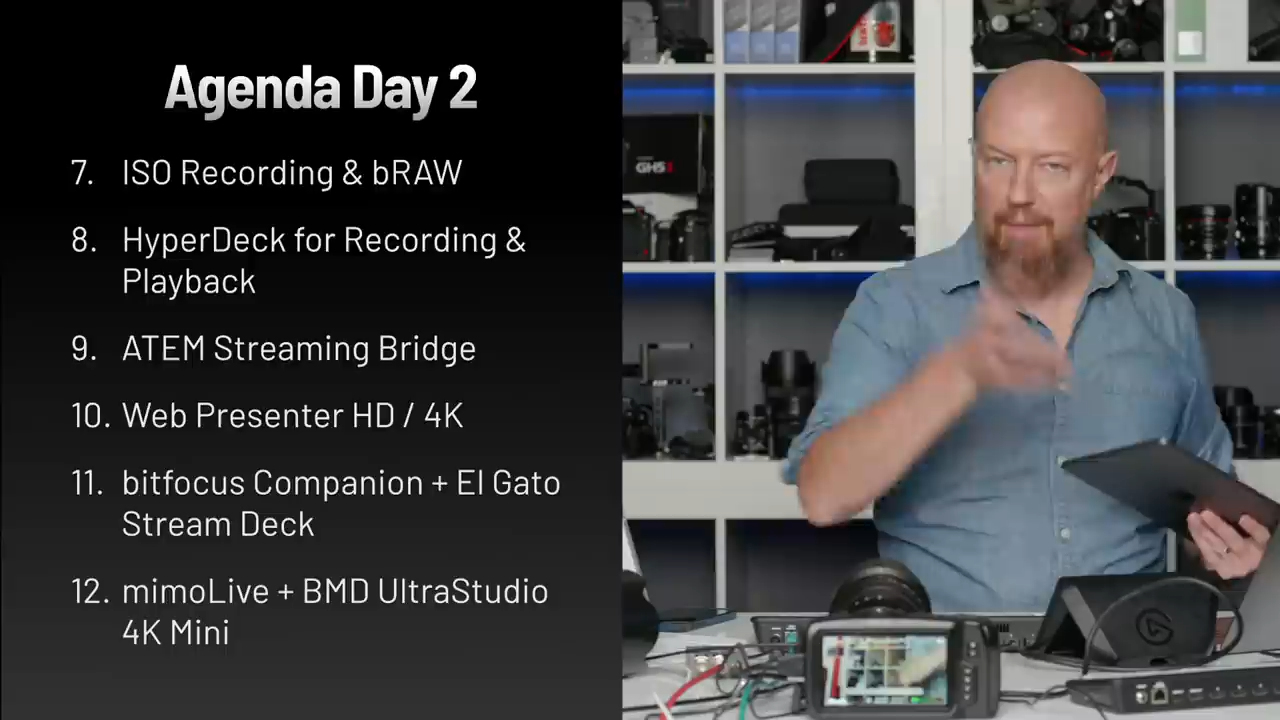 Agenda Day 2
7. ISO Recording & bRAW
8. HyperDeck for Recording &
Playback
9. ATEM Streaming Bridge
10. Web Presenter HD / 4K
11. bitfocus Companion + El Gato
Stream Deck
12. mimoLive + BMD UltraStudio
4K Mini
GH5